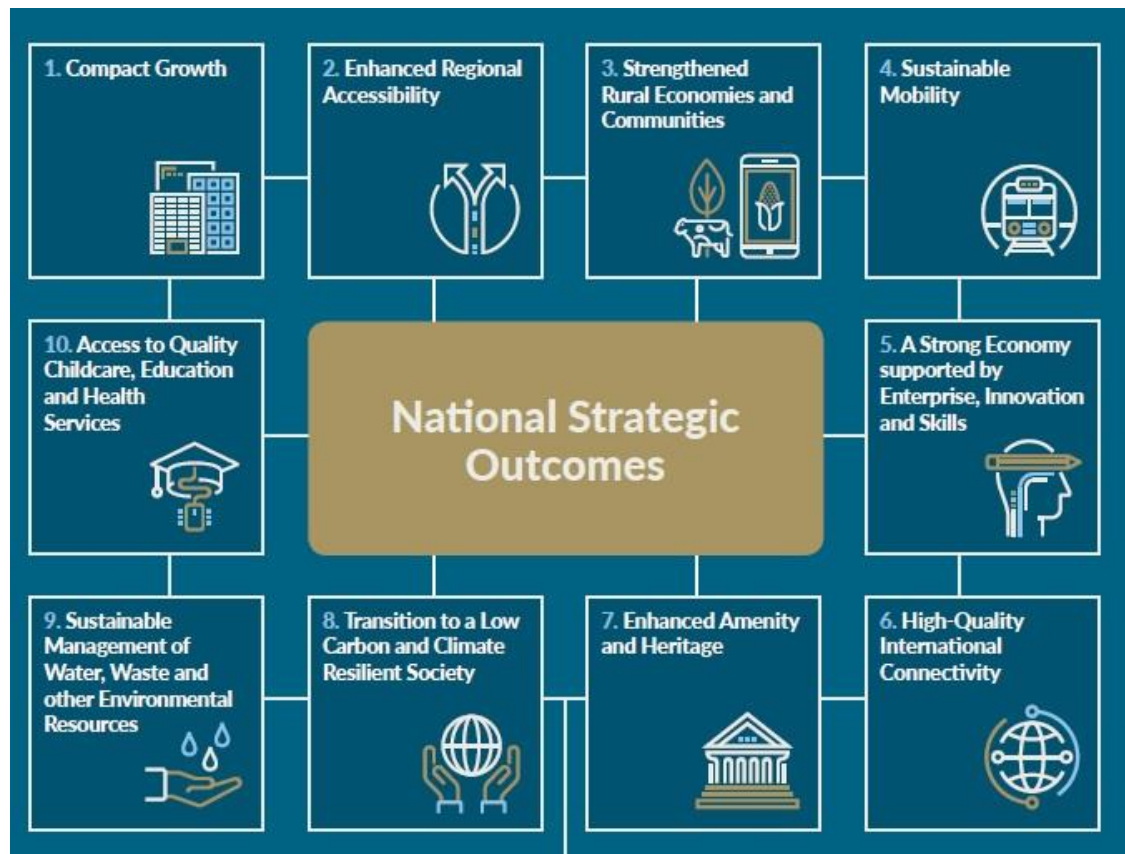 1. Compact Growth
2. Enhanced Regional
Accessibility
3. Strengthened
Rural Economies and
Communities
4. Sustainable
Mobility
10. Access to Quality
Childcare, Education
and Health
Services
National Strategic
Outcomes
5. A Strong Economy
supported by
Enterprise, Innovation
and Skills
9. Sustainable
Management of
Water, Waste and
other Environmental
Resources
8. Transition to a Low
Carbon and Climate
Resilient Society
7. Enhanced Amenity
and Heritage
6. High-Quality
International
Connectivity